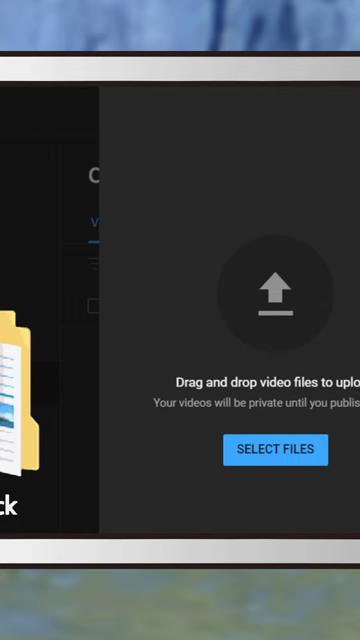 Drag and drop video files to uplo
Your videos will be private until you publis
SELECT FILES
ck